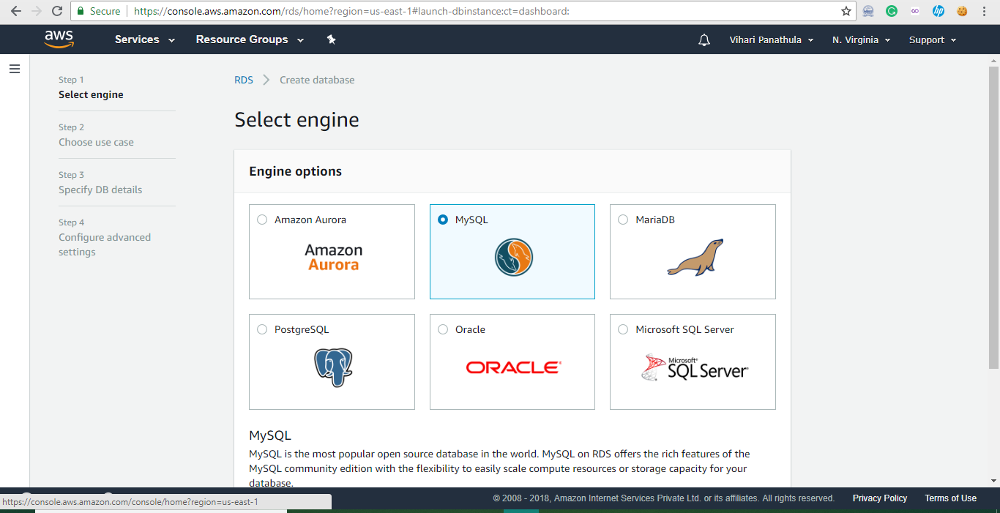 Secure https://console.aws.amazon.com/rds/home?region=us-east-1#launch-dbinstance:ct=dashboard:
aws Services Resource Groups Vihari Panathula N. Virginia Support
Step 1
Select engine
Step 2
Choose use case
Step 3
Specify DB details
Step 4
Configure advanced
settings
RDS Create database
Select engine
Engine options
Amazon Aurora
Amazon
Aurora
MySQL
MariaDB
PostgreSQL
Oracle
ORACLE
Microsoft SQL Server
Microsoft
SQL Server
MySQL
MySQL is the most popular open source database in the world. MySQL on RDS offers the rich features of the
MySQL community edition with the flexibility to easily scale compute resources or storage capacity for your
database.
https://console.aws.amazon.com/console/home?region=us-east-1
© 2008 - 2018, Amazon Internet Services Private Ltd. or its affiliates. All rights reserved. Privacy Policy Terms of Use